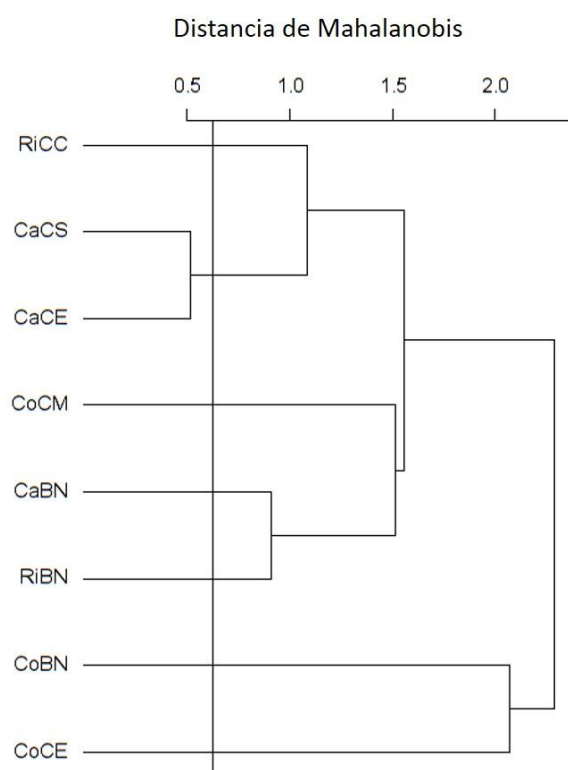 Distancia de Mahalanobis
0.5 1.0 1.5 2.0
RiCC
CaCS
CaCE
CoCM
CaBN
RiBN
CoBN
CoCE